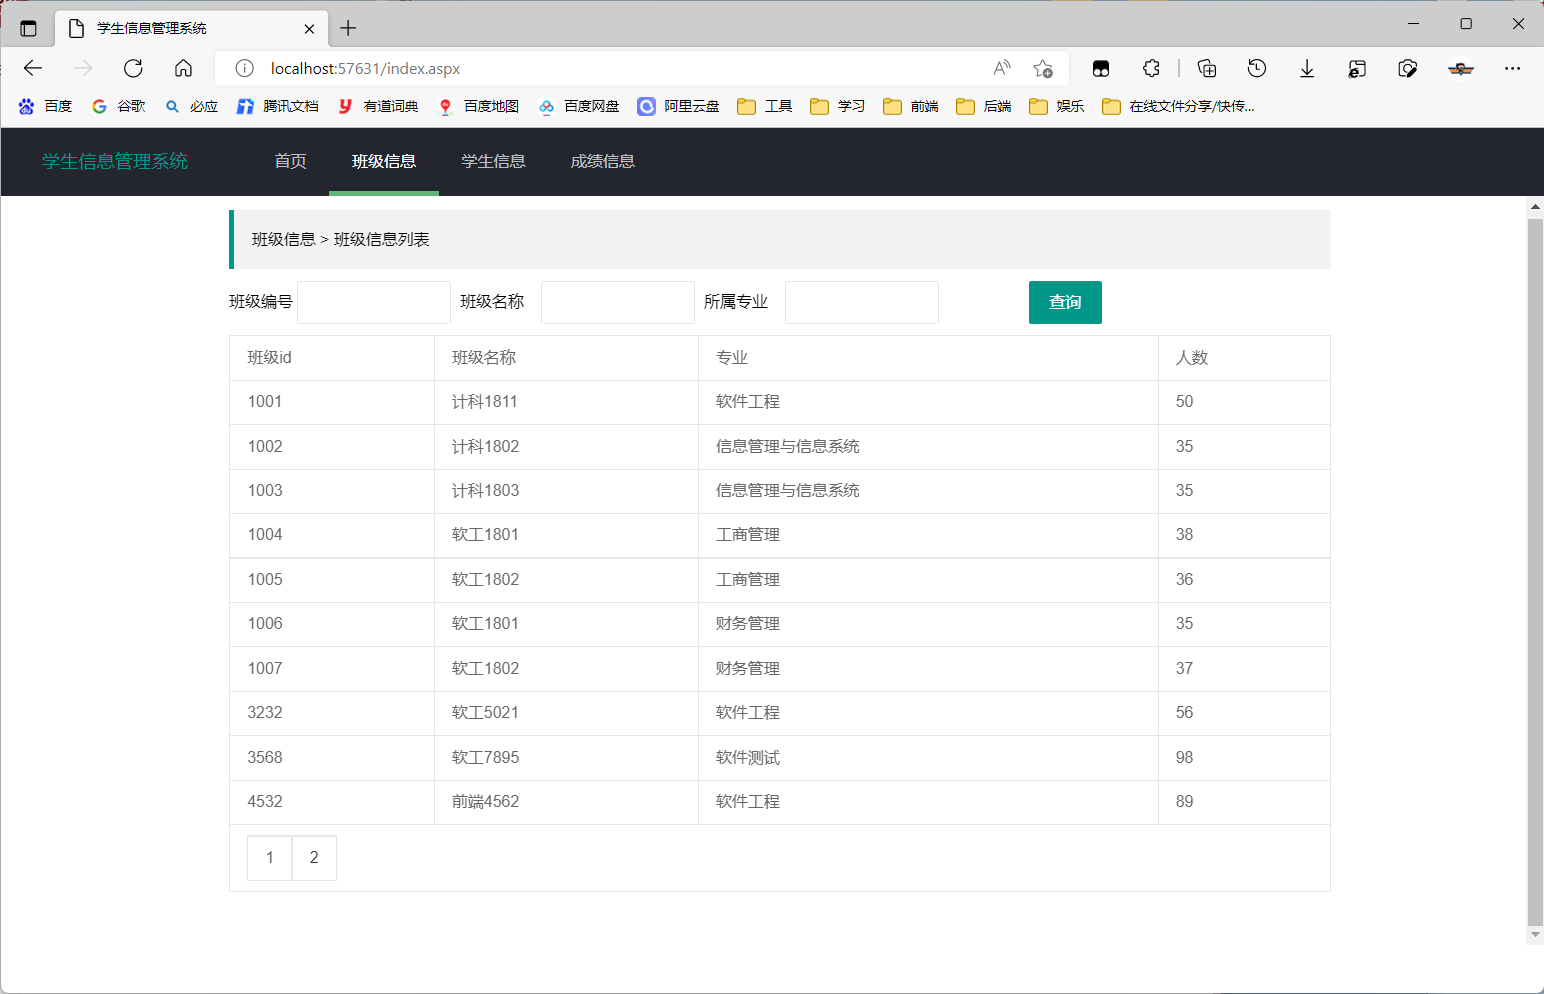 学生信息管理系统
localhost:57631/index.aspx
百度 谷歌 必应 腾讯文档 有道词典 百度地图 百度网盘 阿里云盘 工具 学习 前端 后端 娱乐 在线文件分享/快传...
学生信息管理系统 首页 班级信息 学生信息 成绩信息
班级信息 > 班级信息列表
班级编号 班级名称 所属专业 查询
班级id 班级名称 专业 人数
1001 计科1811 软件工程 50
1002 计科1802 信息管理与信息系统 35
1003 计科1803 信息管理与信息系统 35
1004 软工1801 工商管理 38
1005 软工1802 工商管理 36
1006 软工1801 财务管理 35
1007 软工1802 财务管理 37
3232 软工5021 软件工程 56
3568 软工7895 软件测试 98
4532 前端4562 软件工程 89
1 2